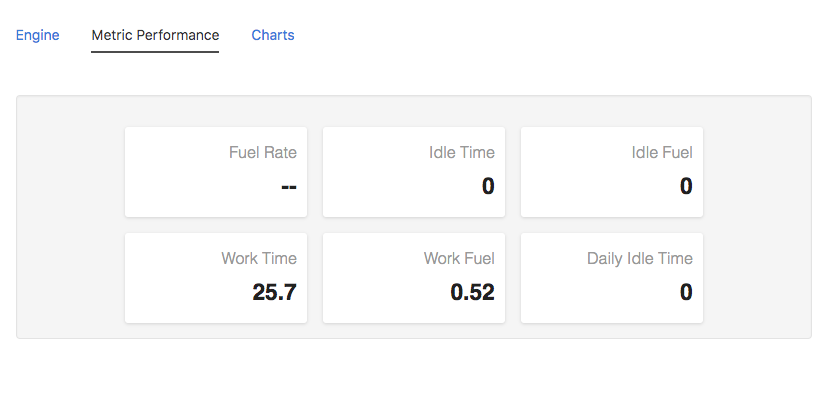 Engine Metric Performance Charts
Fuel Rate Idle Time Idle Fuel
-- 0 0
Work Time Work Fuel Daily Idle Time
25.7 0.52 0